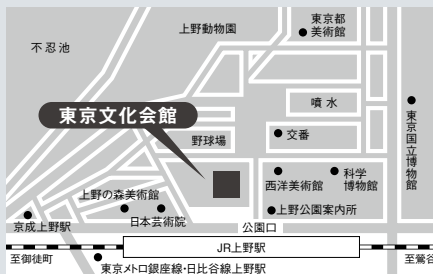 上野動物園
東京都
美術館
不忍池
噴水
東京文化会館
野球場
交番
東京国立博物館
西洋美術館
科学
博物館
上野の森美術館
日本芸術院
上野公園案内所
京成上野駅
公園口
JR上野駅
至御徒町
至鶯谷
東京メトロ銀座線・日比谷線上野駅